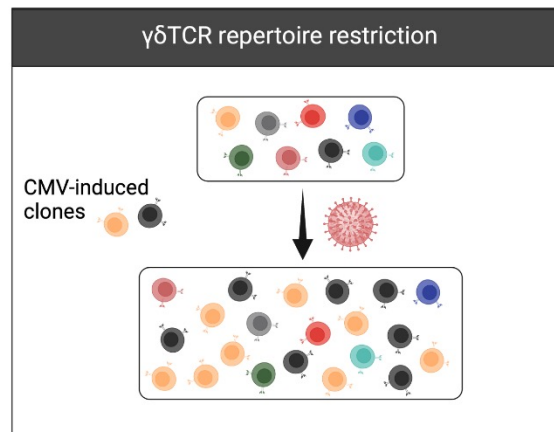 γδTCR repertoire restriction
CMV-induced
clones